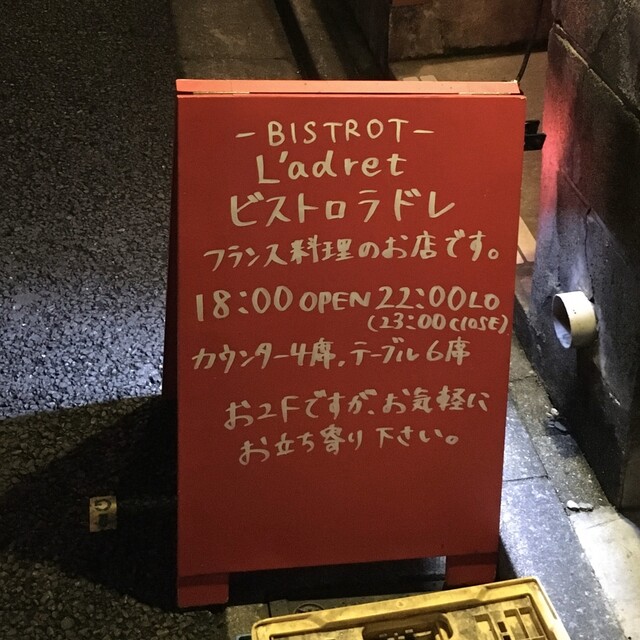 -BISTROT-
L'adret
ビストロラドレ
フランス料理のお店です。
18:00 OPEN 22:00 LO
(23:00 CLOSE)
カウンター4席、テーブル6席
お2Fですが、お気軽に
お立ち寄り下さい。